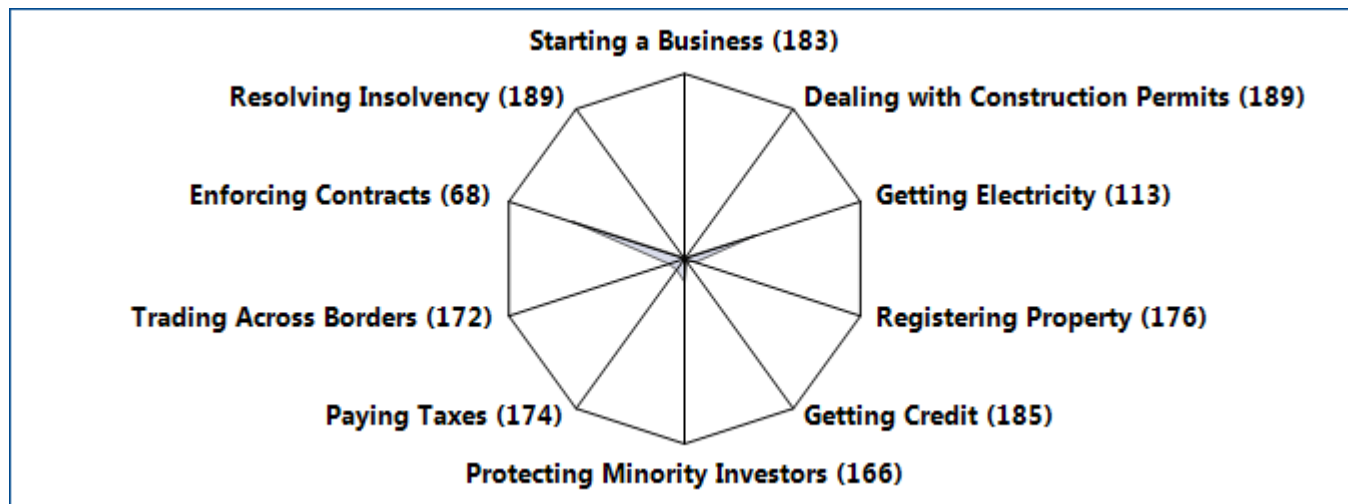 Starting a Business (183)
Resolving Insolvency (189)
Dealing with Construction Permits (189)
Enforcing Contracts (68)
Getting Electricity (113)
Trading Across Borders (172)
Registering Property (176)
Paying Taxes (174)
Getting Credit (185)
Protecting Minority Investors (166)